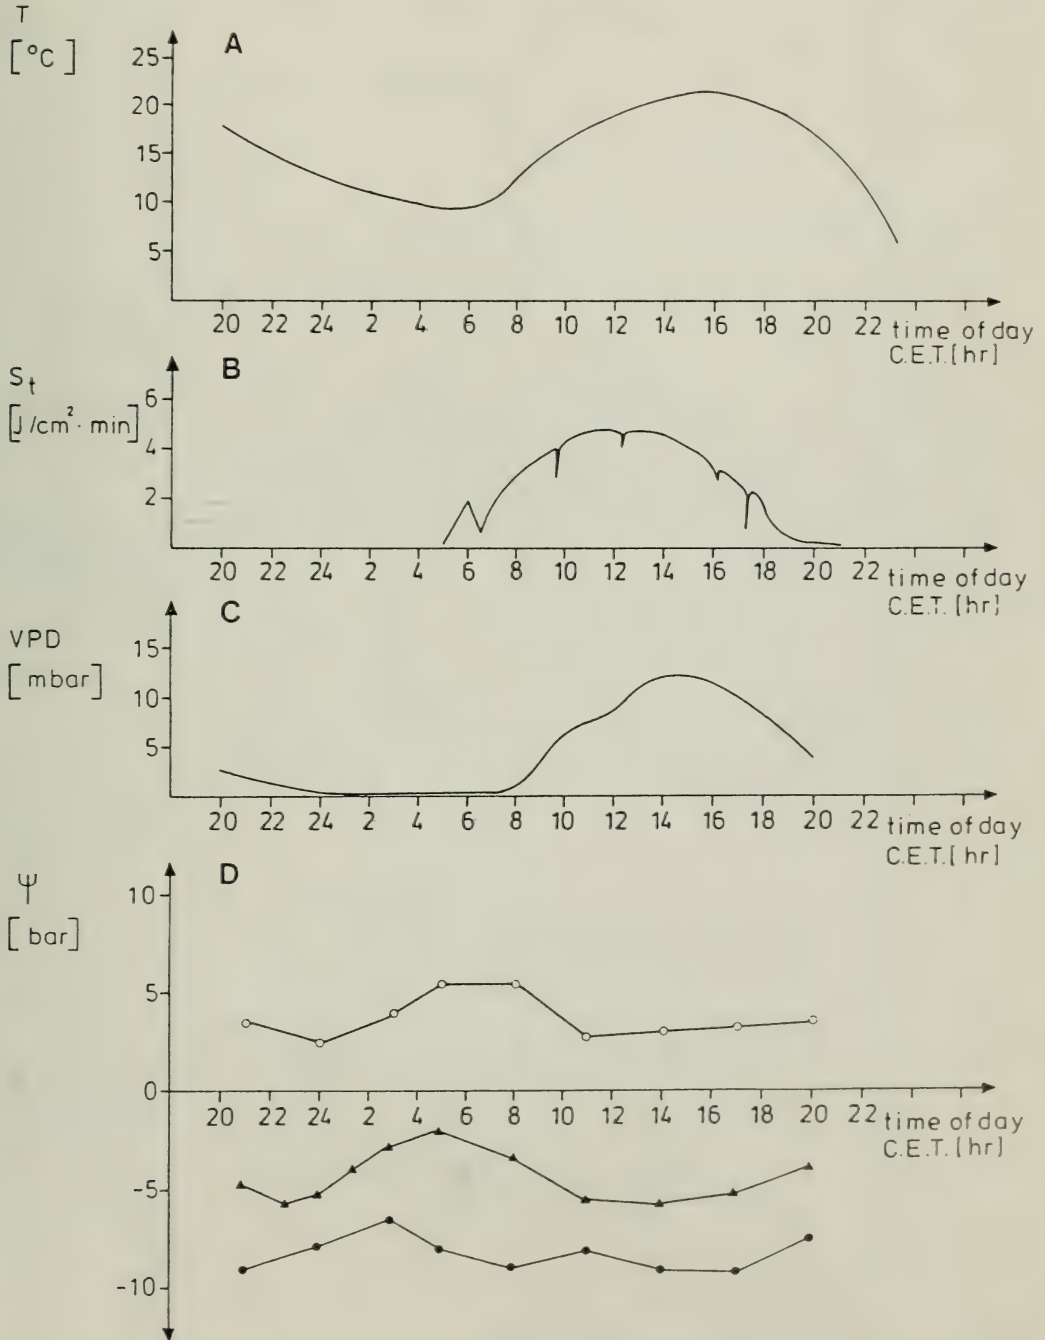 T
[°C]
A
25
20
15
10
5
20 22 24 2 4 6 8 10 12 14 16 18 20 22 time of day
C.E.T. [hr]
S_t
[J/cm²· min]
B
6
4
2
20 22 24 2 4 6 8 10 12 14 16 18 20 22 time of day
C.E.T. [hr]
VPD
[mbar]
C
15
10
5
20 22 24 2 4 6 8 10 12 14 16 18 20 22 time of day
C.E.T. [hr]
Ψ
[bar]
D
10
5
0
20 22 24 2 4 6 8 10 12 14 16 18 20 22 time of day
C.E.T. [hr]
-5
-10